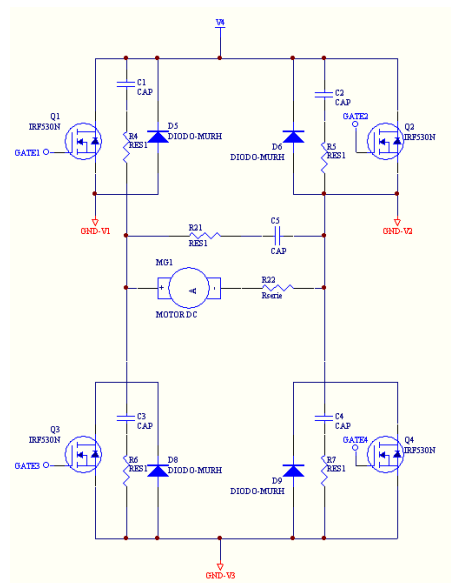 V4
C1
CAP
C2
CAP
Q1
IRF530N
GATE1
R4
RES1
D5
DIODO-MURH
D6
DIODO-MURH
R5
RES1
GATE2
Q2
IRF530N
GND-V1
GND-V2
R21
RES1
C5
CAP
MG1
+
A
-
MOTOR DC
R22
Rserie
Q3
IRF530N
GATE3
C3
CAP
R6
RES1
D8
DIODO-MURH
D9
DIODO-MURH
C4
CAP
R7
RES1
GATE4
Q4
IRF530N
GND-V3